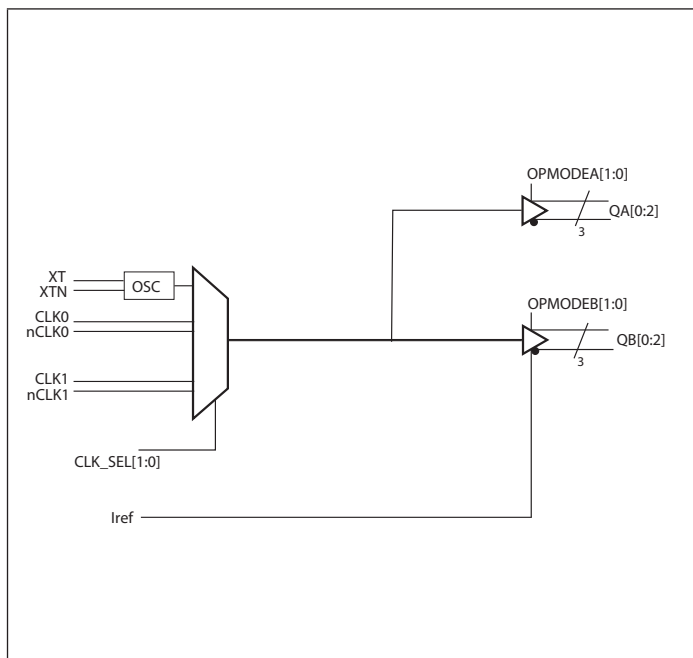 OPMODEA[1:0]
QA[0:2]
3
XT
XTN
OSC
CLK0
nCLK0
OPMODEB[1:0]
QB[0:2]
3
CLK1
nCLK1
CLK_SEL[1:0]
Iref